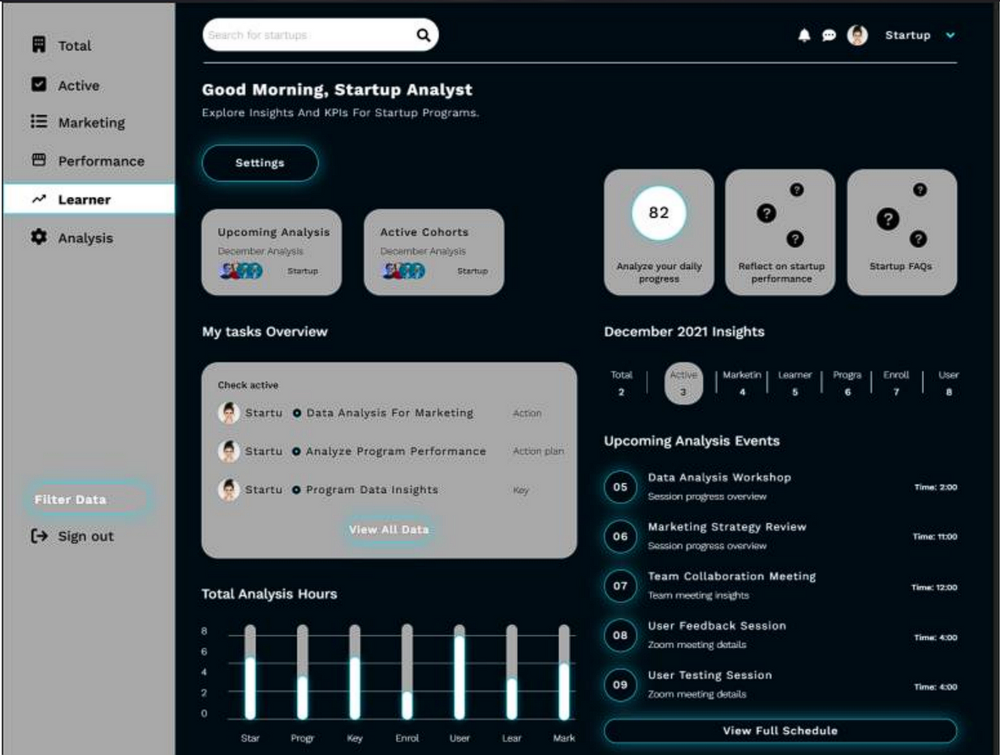 Total
Active
Marketing
Performance
Learner
Analysis
Filter Data
Sign out
Search for startups
Startup
Good Morning, Startup Analyst
Explore Insights And KPIs For Startup Programs.
Settings
Upcoming Analysis
December Analysis
Startup
Active Cohorts
December Analysis
Startup
82
Analyze your daily
progress
? ? ?
Reflect on startup
performance
? ? ?
Startup FAQs
My tasks Overview
Check active
Startu Data Analysis For Marketing Action
Startu Analyze Program Performance Action plan
Startu Program Data Insights Key
View All Data
Total Analysis Hours
8
6
4
2
0
Star Progr Key Enrol User Lear Mark
December 2021 Insights
Total Active Marketin Learner Progra Enroll User
2 3 4 5 6 7 8
Upcoming Analysis Events
05 Data Analysis Workshop Time: 2:00
Session progress overview
06 Marketing Strategy Review Time: 11:00
Session progress overview
07 Team Collaboration Meeting Time: 12:00
Team meeting insights
08 User Feedback Session Time: 4:00
Zoom meeting details
09 User Testing Session Time: 4:00
Zoom meeting details
View Full Schedule